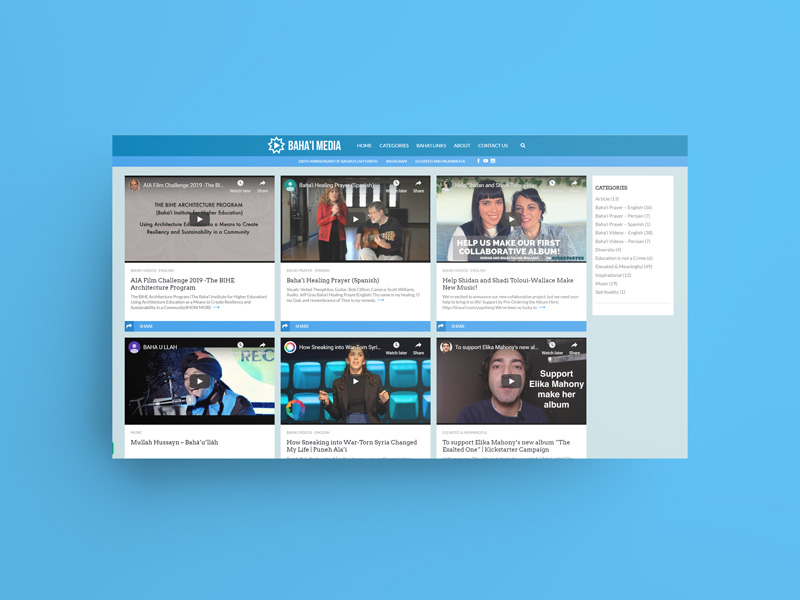 BAHA'I MEDIA
HOME CATEGORIES BAHA'I LINKS ABOUT CONTACT US
200TH ANNIVERSARY OF BAHA'U'LLAH'S BIRTH INSTAGRAM ELEVATED AND MEANINGFUL
AIA Film Challenge 2019 -The Bi...
Watch later Share
THE BIHE ARCHITECTURE PROGRAM
(Baha'i Institute for Higher Education)
Using Architecture Education as a Means to Create
Resiliency and Sustainability in a Community
BAHA'I VIDEOS - ENGLISH
AIA Film Challenge 2019 -The BIHE
Architecture Program
The BIHE Architecture Program (The Baha'i Institute for Higher Education)
Using Architecture Education as a Means to Create Resiliency and
Sustainability in a Community SHOW MORE
SHARE
Baha'i Healing Prayer (Spanish)
Watch later Share
BAHA'I PRAYER - SPANISH
Baha'i Healing Prayer (Spanish)
Vocals: Vedad Theophilus, Guitar: Bob Clifton, Camera: Scott Williams,
Audio: Jeff Gray Baha'i Healing Prayer(English) Thy name is my healing, O
my God, and remembrance of Thee is my remedy.
SHARE
Help Shidan and Shadi Tolou...
Watch later Share
HELP US MAKE OUR FIRST
COLLABORATIVE ALBUM!
SHIDAN AND SHADI TOLOUI-WALLACE
BAHA'I VIDEOS - ENGLISH
Help Shidan and Shadi Toloui-Wallace Make
New Music!
We're excited to announce our new collaborative project, but we need your
help to bring it to life! Support by Pre-Ordering the Album Here:
We've been so lucky to
SHARE
CATEGORIES
Article (13)
Baha'i Prayer – English (26)
Baha'i Prayer – Persian (7)
Baha'i Prayer – Spanish (1)
Baha'i Videos – English (38)
Baha'i Videos – Persian (7)
Diversity (4)
Education is not a Crime (6)
Elevated & Meaningful (49)
Inspirational (12)
Music (19)
Spirituality (1)
BAHA U LLAH
Watch later Share
REC
MUSIC
Mullah Hussayn – Bahá'u'lláh
How Sneaking into War-Torn Syri...
Watch later Share
BAHA'I VIDEOS - ENGLISH
How Sneaking into War-Torn Syria Changed
My Life | Puneh Ala'i
To support Elika Mahony's new al...
Watch later Share
Support
Elika Mahony
make her
album
ELEVATED & MEANINGFUL
To support Elika Mahony's new album "The
Exalted One" | Kickstarter Campaign